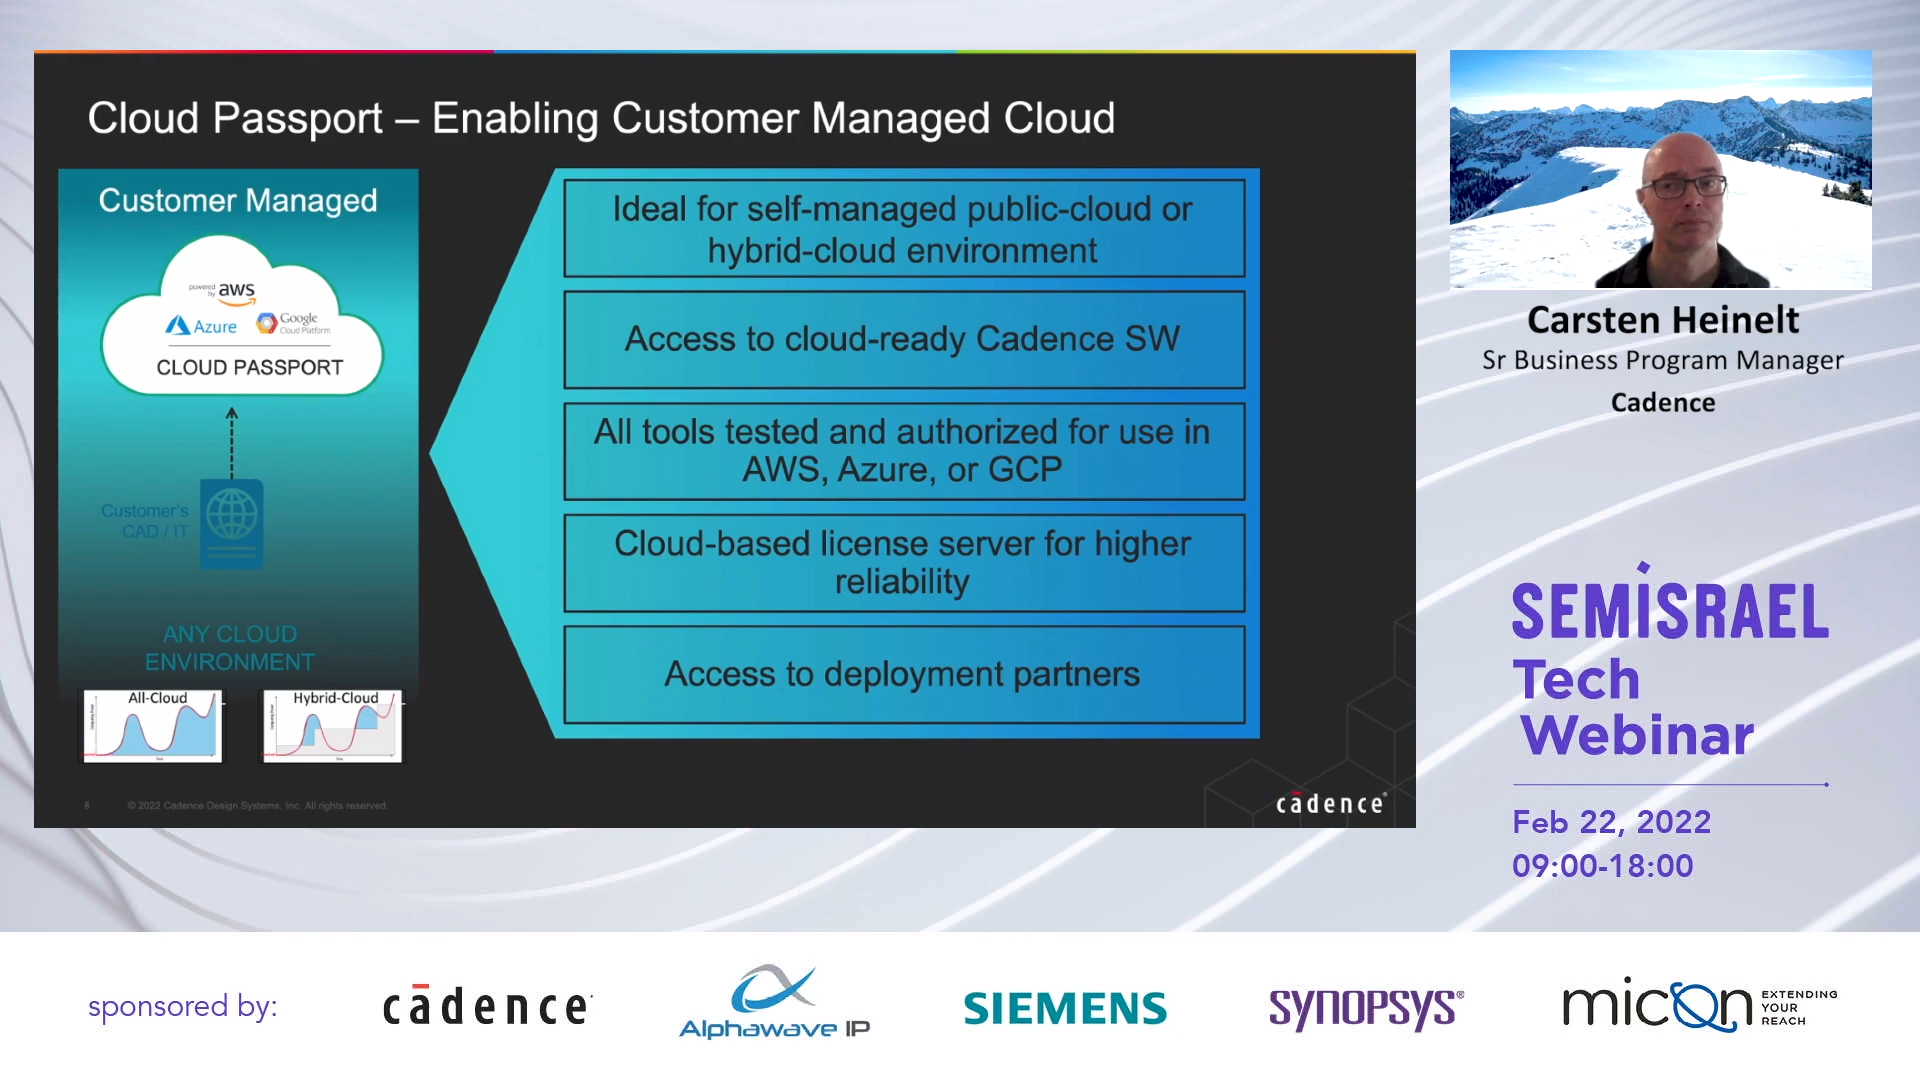 Cloud Passport – Enabling Customer Managed Cloud
Customer Managed
powered by aws
Azure
Google Cloud Platform
CLOUD PASSPORT
Customer's
CAD / IT
ANY CLOUD
ENVIRONMENT
All-Cloud
Hybrid-Cloud
Ideal for self-managed public-cloud or
hybrid-cloud environment
Access to cloud-ready Cadence SW
All tools tested and authorized for use in
AWS, Azure, or GCP
Cloud-based license server for higher
reliability
Access to deployment partners
8 © 2022 Cadence Design Systems, Inc. All rights reserved.
cādence®
Carsten Heinelt
Sr Business Program Manager
Cadence
SEMISRAEL
Tech
Webinar
Feb 22, 2022
09:00-18:00
sponsored by:
cādence
Alphawave IP
SIEMENS
SYNOPSYS®
micon
EXTENDING
YOUR
REACH